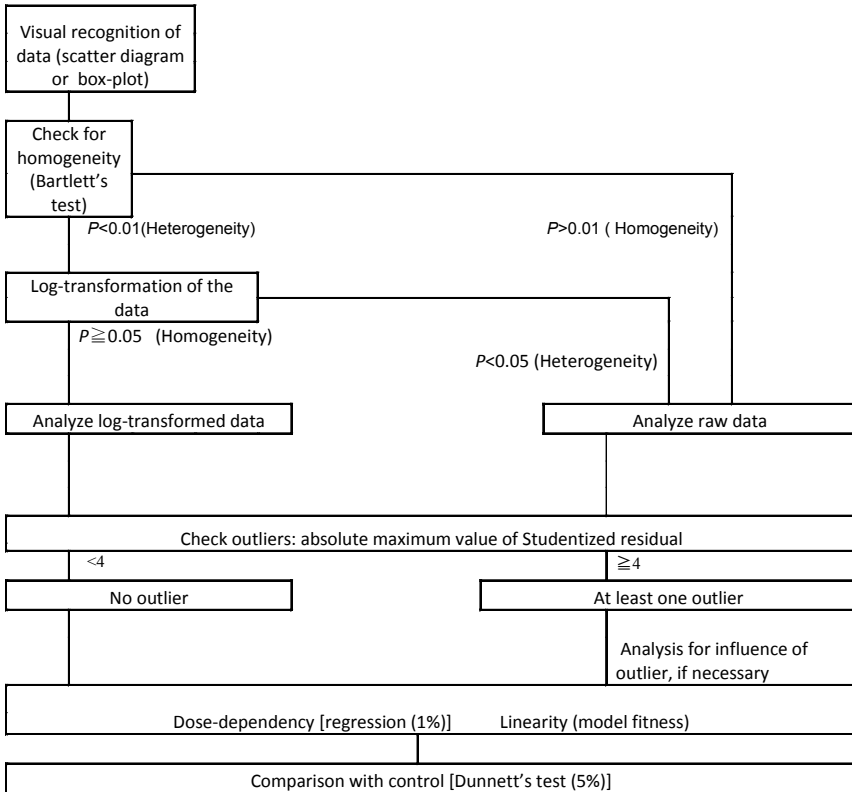 Visual recognition of
data (scatter diagram
or box-plot)
Check for
homogeneity
(Bartlett’s
test)
P<0.01(Heterogeneity)
P>0.01 ( Homogeneity)
Log-transformation of the
data
P≧0.05 (Homogeneity)
P<0.05 (Heterogeneity)
Analyze log-transformed data
Analyze raw data
Check outliers: absolute maximum value of Studentized residual
<4
≧4
No outlier
At least one outlier
Analysis for influence of
outlier, if necessary
Dose-dependency [regression (1%)] Linearity (model fitness)
Comparison with control [Dunnett’s test (5%)]